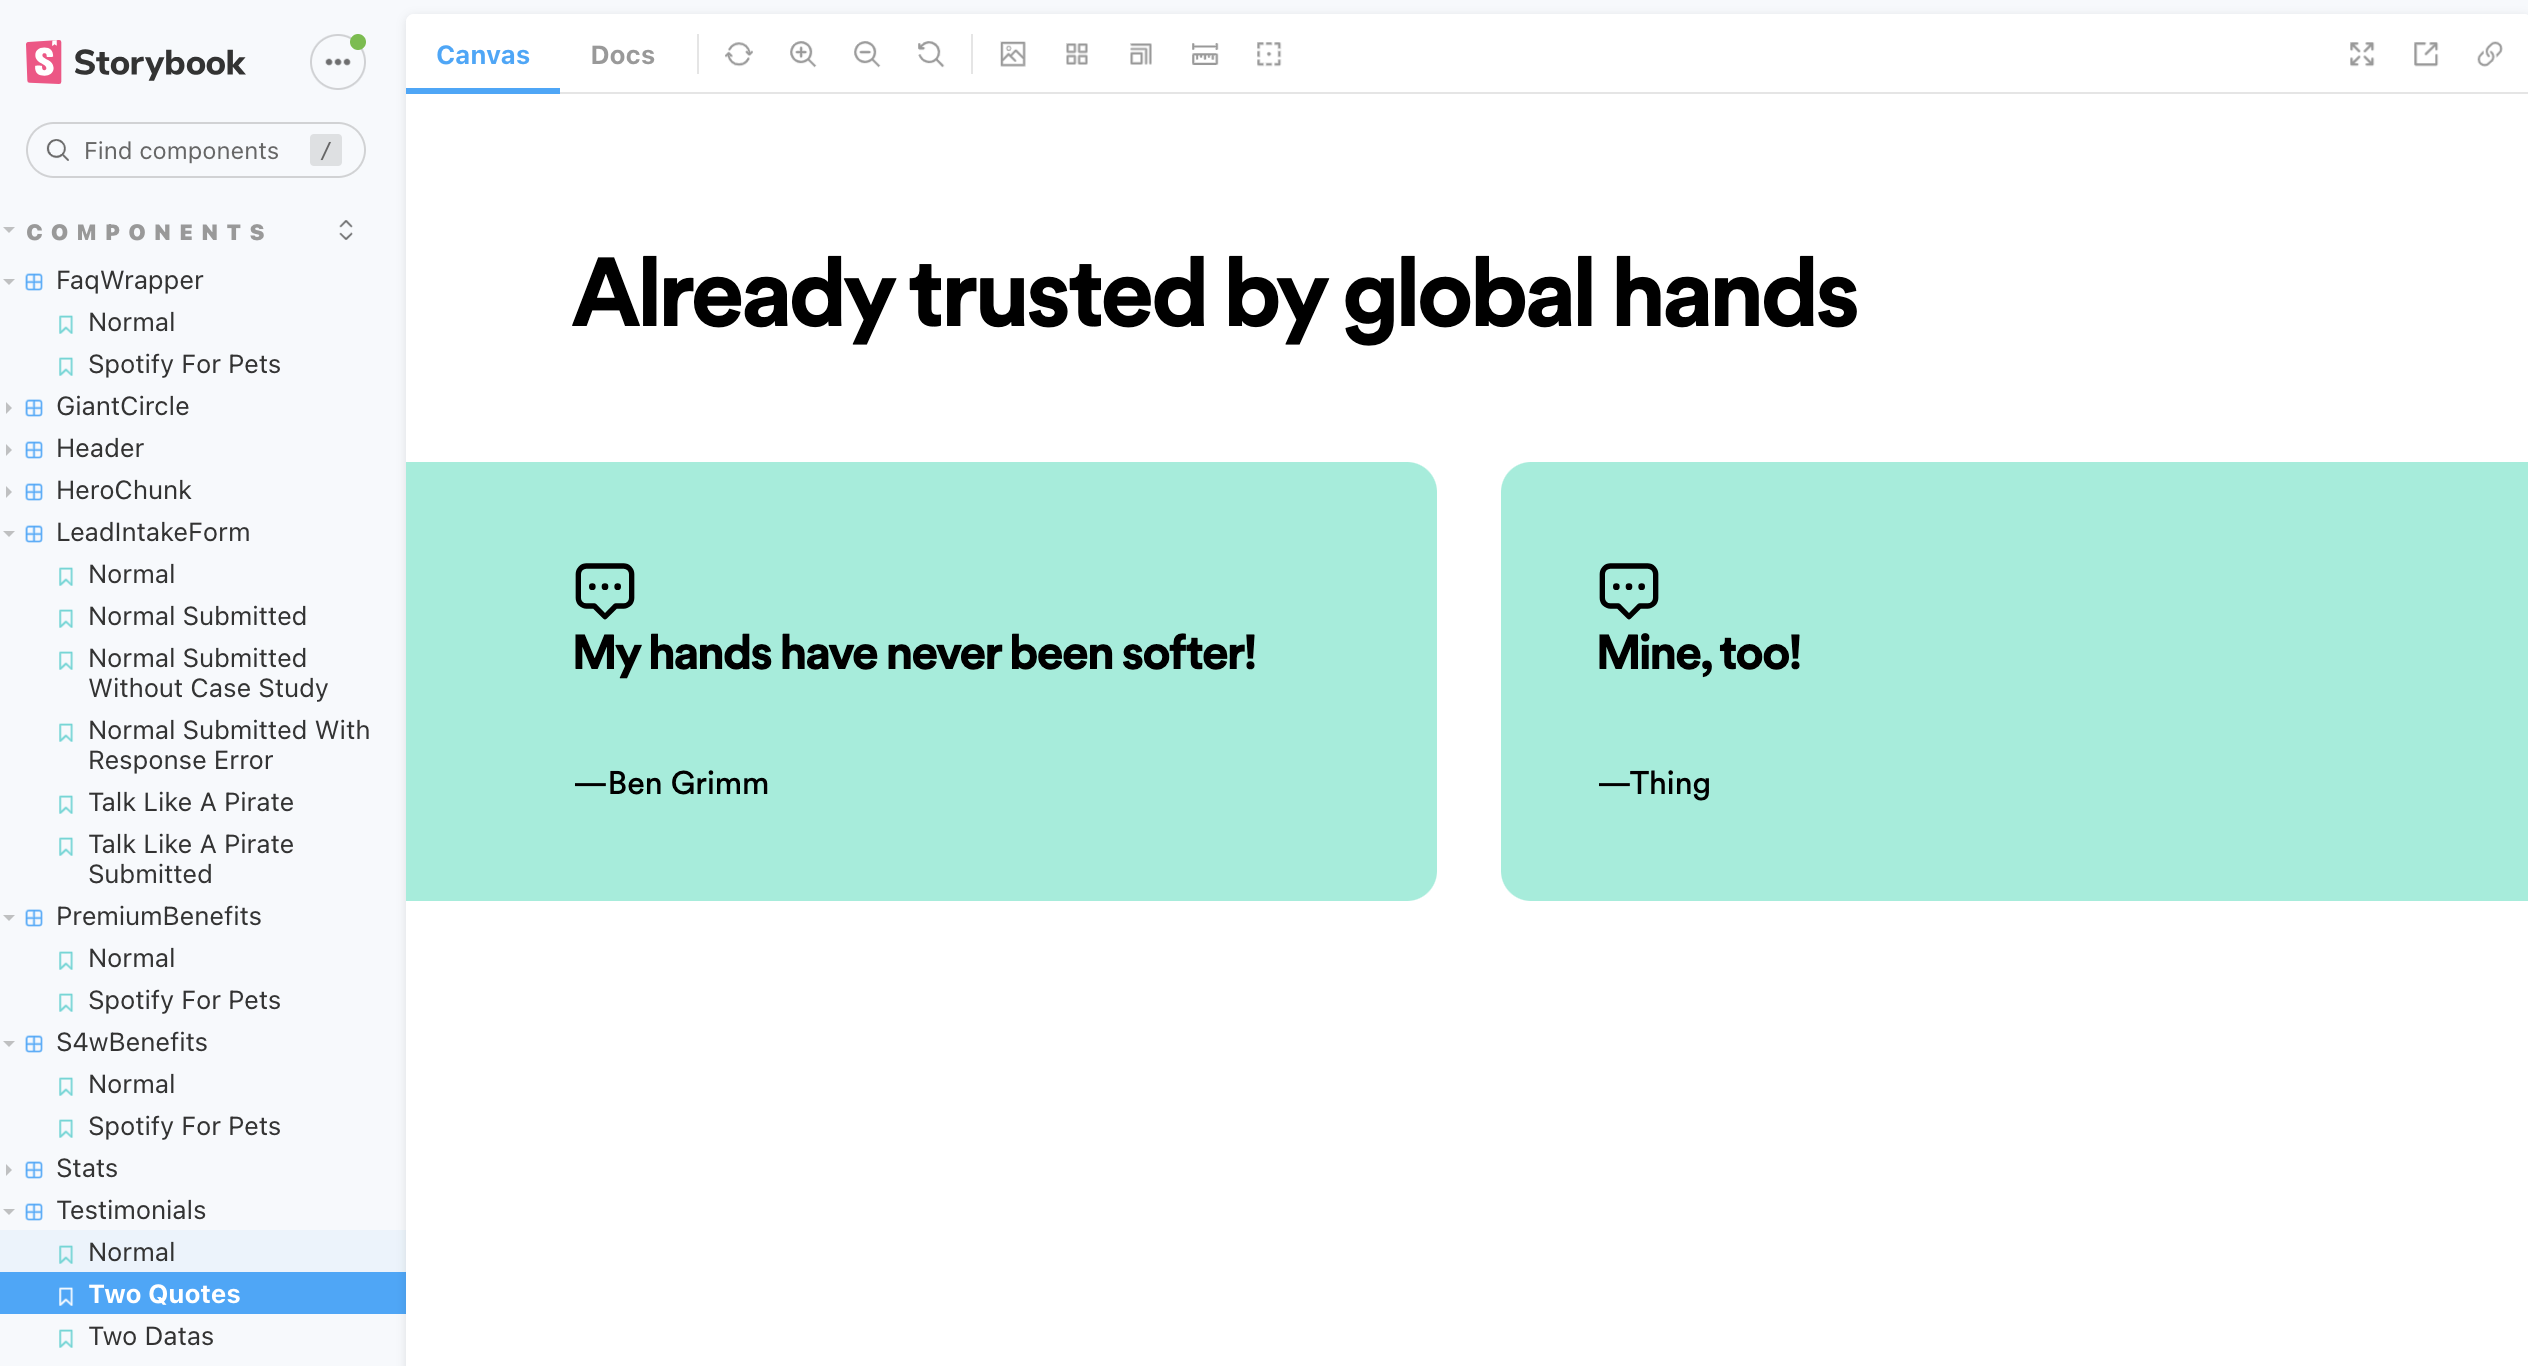 Storybook
Find components
/
COMPONENTS
FaqWrapper
Normal
Spotify For Pets
GiantCircle
Header
HeroChunk
LeadIntakeForm
Normal
Normal Submitted
Normal Submitted
Without Case Study
Normal Submitted With
Response Error
Talk Like A Pirate
Talk Like A Pirate
Submitted
PremiumBenefits
Normal
Spotify For Pets
S4wBenefits
Normal
Spotify For Pets
Stats
Testimonials
Normal
Two Quotes
Two Datas
Canvas
Docs
Already trusted by global hands
My hands have never been softer!
—Ben Grimm
Mine, too!
—Thing